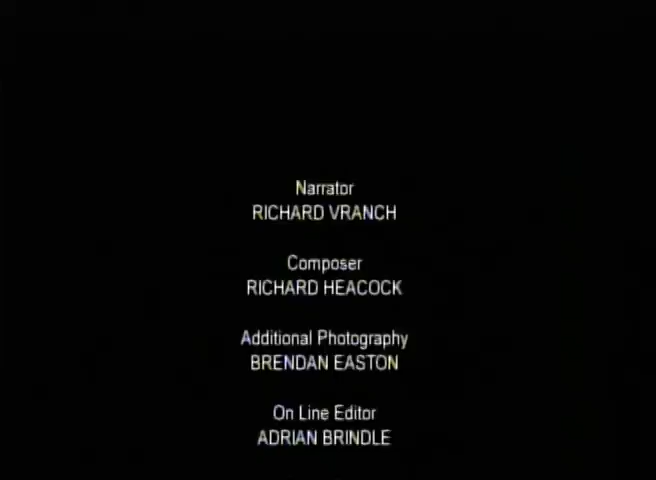 Narrator
RICHARD VRANCH
Composer
RICHARD HEACOCK
Additional Photography
BRENDAN EASTON
On Line Editor
ADRIAN BRINDLE